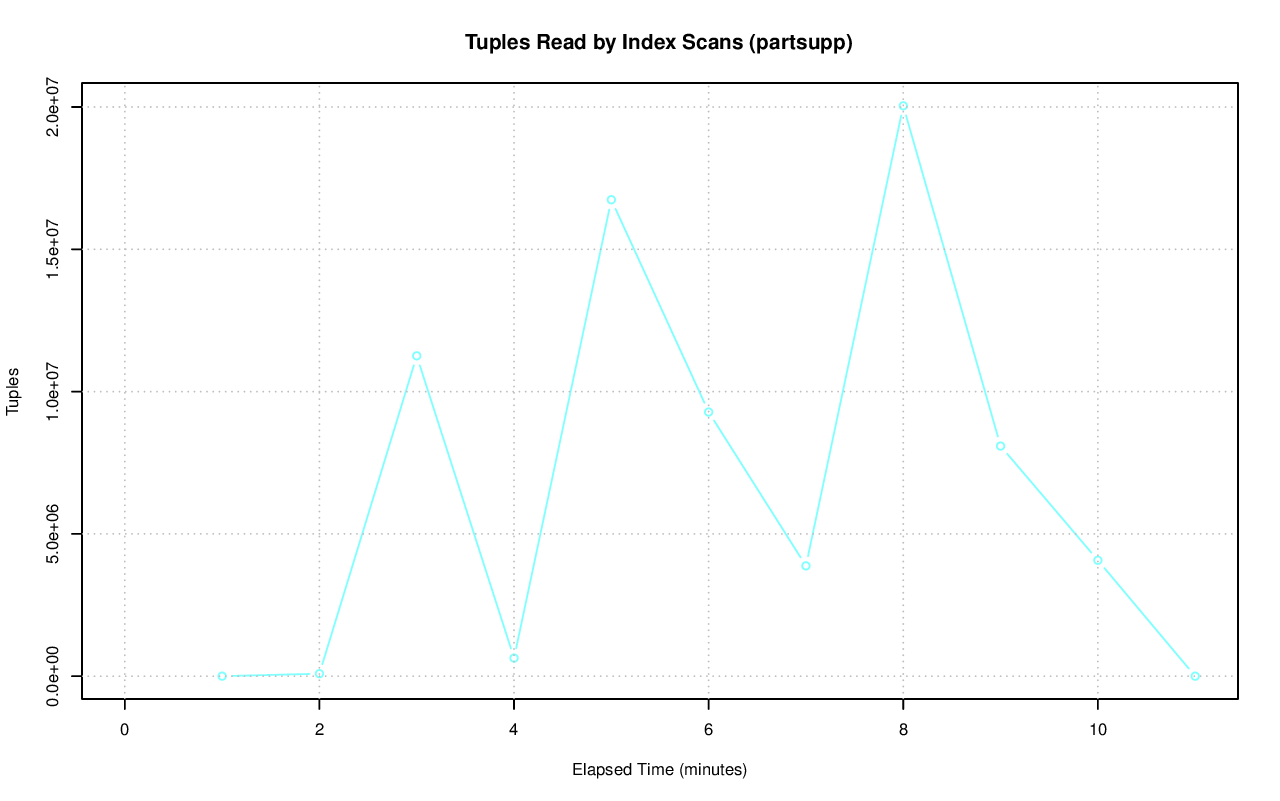 Tuples Read by Index Scans (partsupp)
2.0e+07
1.5e+07
1.0e+07
5.0e+06
0.0e+00
Tuples
0 2 4 6 8 10
Elapsed Time (minutes)